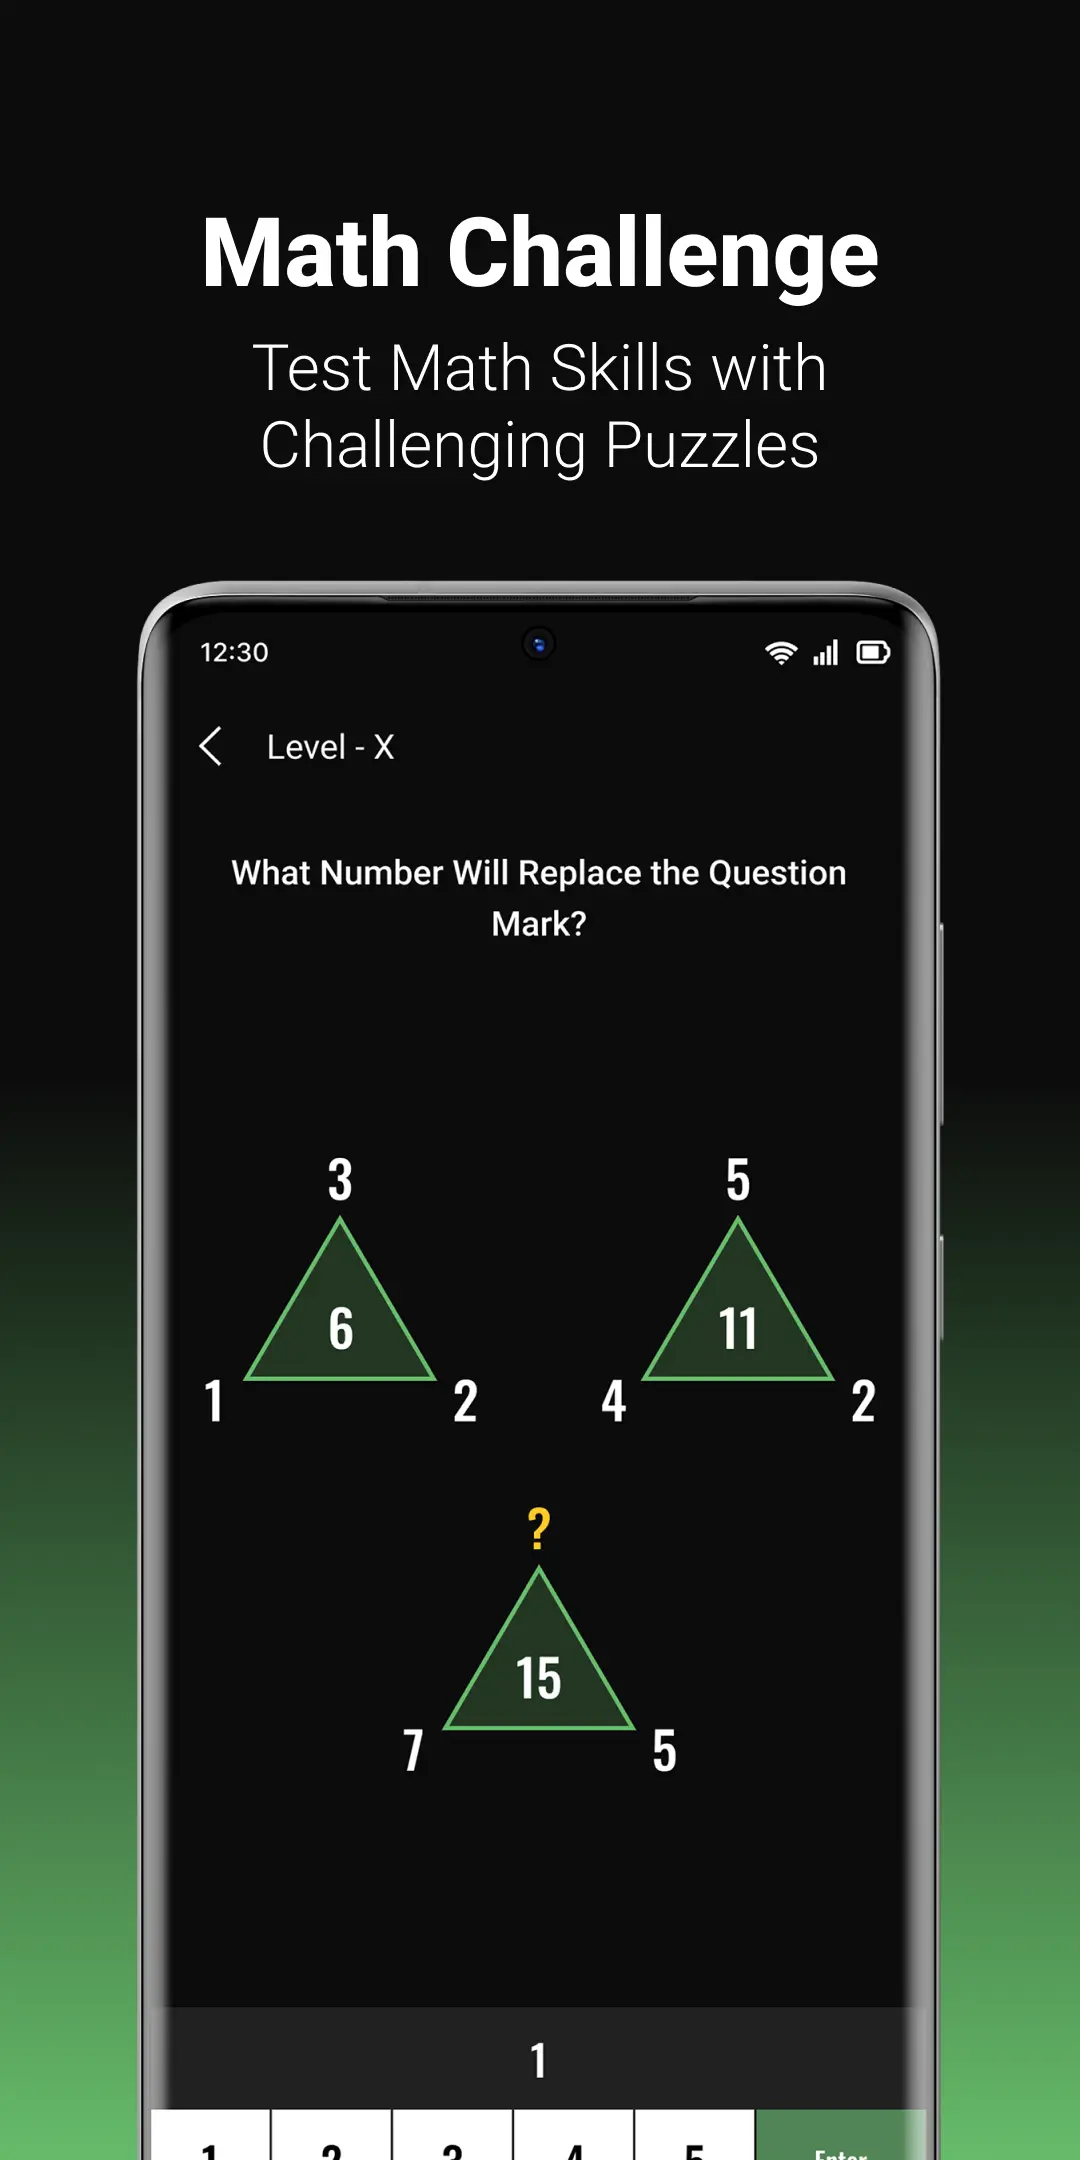 Math Challenge
Test Math Skills with
Challenging Puzzles
12:30
Level - X
What Number Will Replace the Question
Mark?
3
6
1
2
5
11
4
2
?
15
7
5
1
1
2
3
4
5
Enter